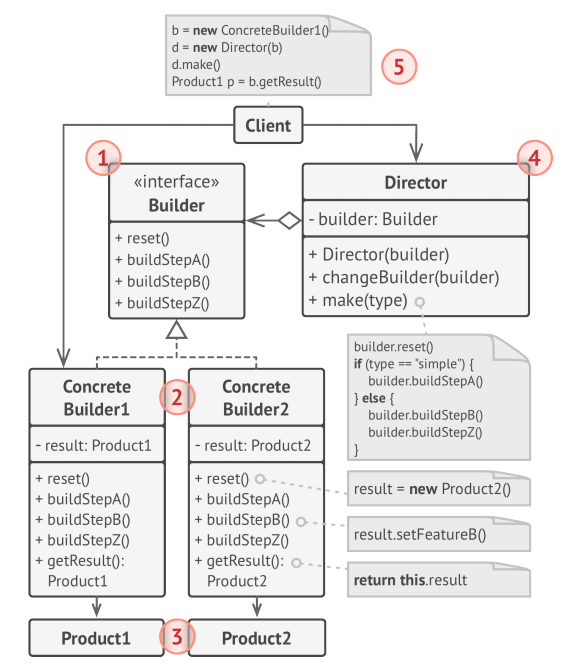 b = new ConcreteBuilder1()
d = new Director(b)
d.make()
Product1 p = b.getResult()
5
Client
1
«interface»
Builder
+ reset()
+ buildStepA()
+ buildStepB()
+ buildStepZ()
4
Director
- builder: Builder
+ Director(builder)
+ changeBuilder(builder)
+ make(type)
builder.reset()
if (type == "simple") {
builder.buildStepA()
} else {
builder.buildStepB()
builder.buildStepZ()
}
2
Concrete
Builder1
- result: Product1
+ reset()
+ buildStepA()
+ buildStepB()
+ buildStepZ()
+ getResult():
Product1
Concrete
Builder2
- result: Product2
+ reset()
+ buildStepA()
+ buildStepB()
+ buildStepZ()
+ getResult():
Product2
result = new Product2()
result.setFeatureB()
return this.result
Product1
3
Product2